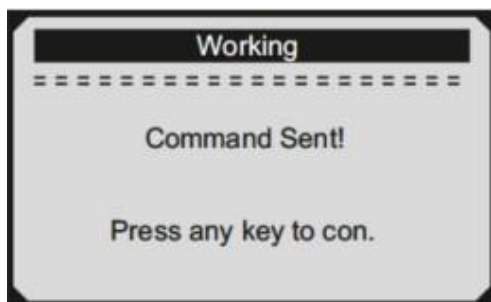 Working
====================
Command Sent!
Press any key to con.